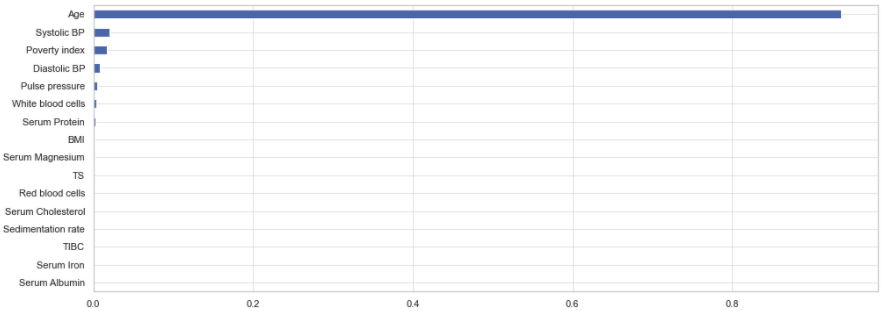 Age
Systolic BP
Poverty index
Diastolic BP
Pulse pressure
White blood cells
Serum Protein
BMI
Serum Magnesium
TS
Red blood cells
Serum Cholesterol
Sedimentation rate
TIBC
Serum Iron
Serum Albumin
0.0 0.2 0.4 0.6 0.8